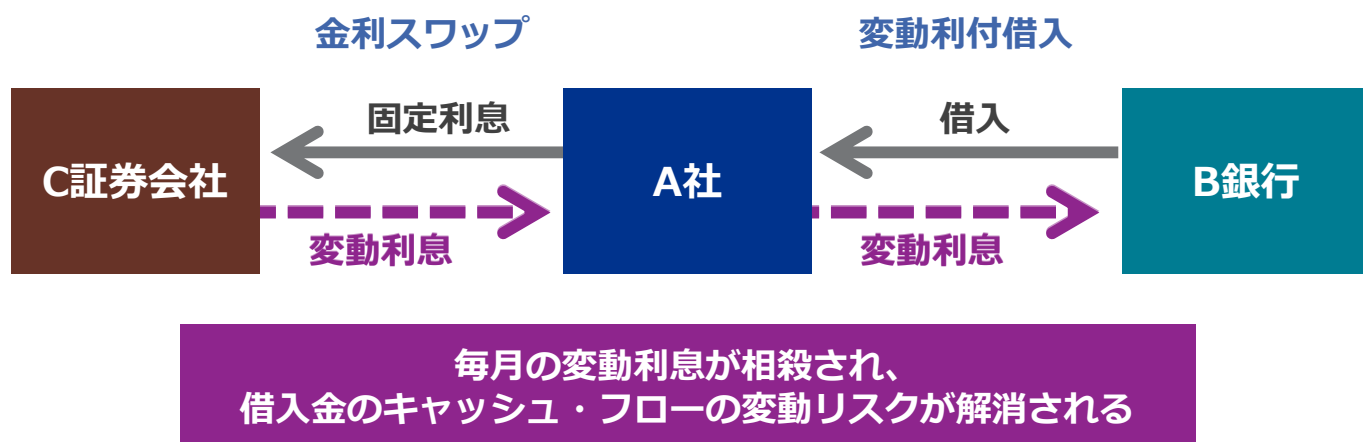 金利スワップ
変動利付借入
固定利息
借入
C証券会社
A社
B銀行
変動利息
変動利息
毎月の変動利息が相殺され、
借入金のキャッシュ・フローの変動リスクが解消される